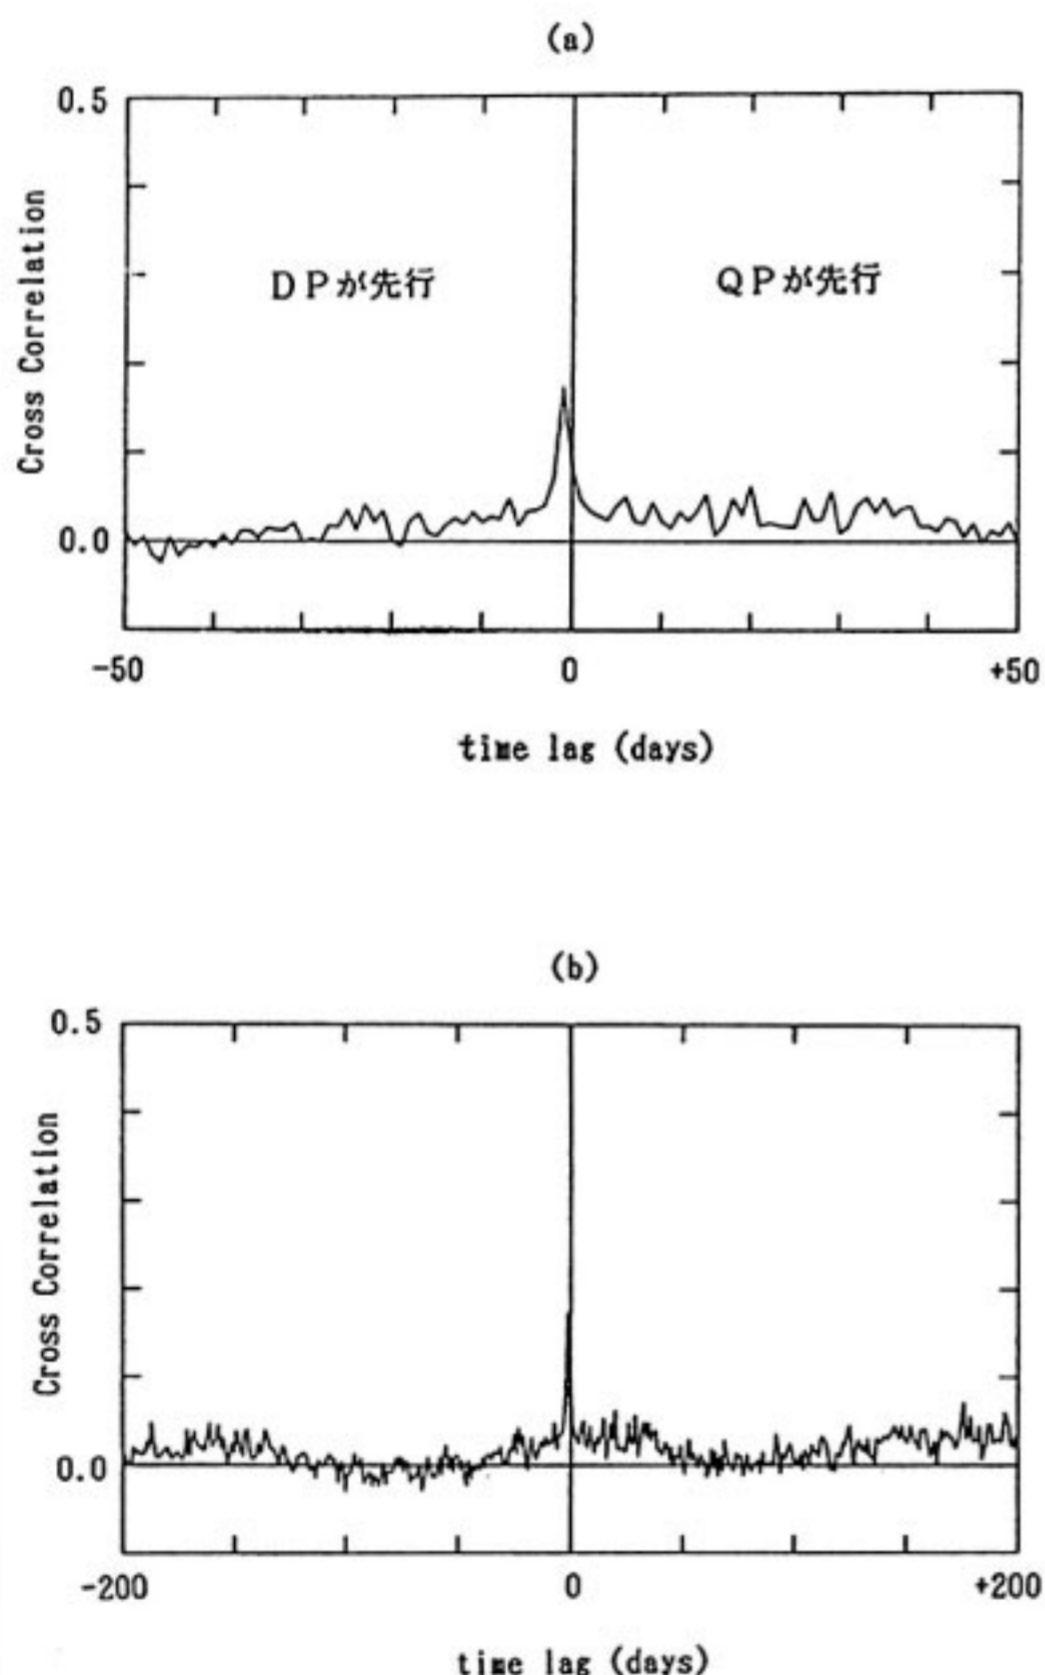 (a)
0.5
Cross Correlation
DPが先行
QPが先行
0.0
-50
0
+50
time lag (days)
(b)
0.5
Cross Correlation
0.0
-200
0
+200
time lag (days)